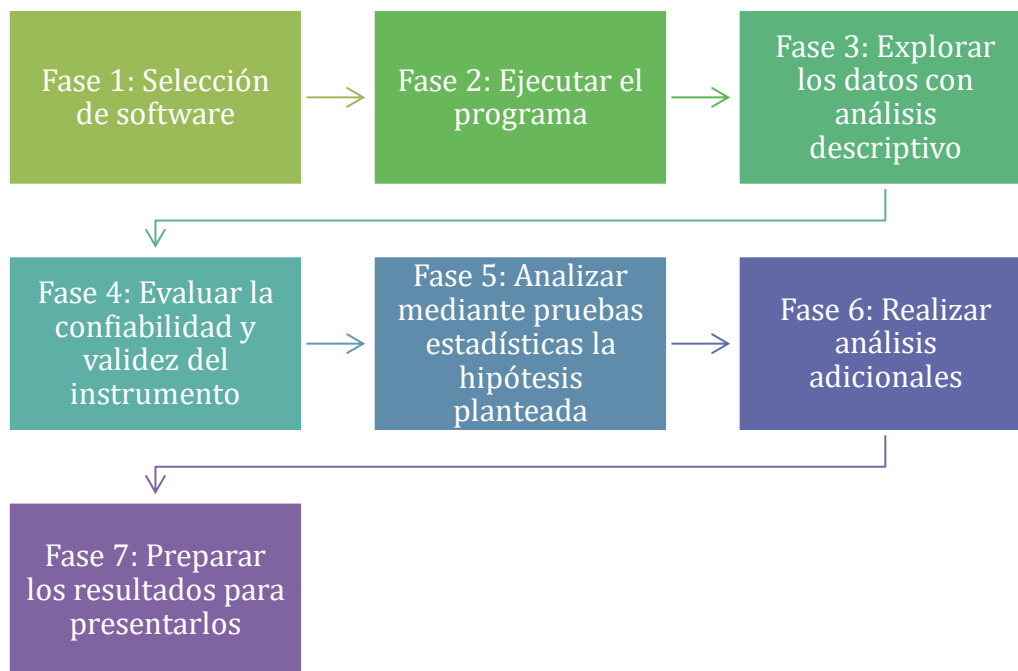 Fase 1: Selección
de software
Fase 2: Ejecutar el
programa
Fase 3: Explorar
los datos con
análisis
descriptivo
Fase 4: Evaluar la
confiabilidad y
validez del
instrumento
Fase 5: Analizar
mediante pruebas
estadísticas la
hipótesis
planteada
Fase 6: Realizar
análisis
adicionales
Fase 7: Preparar
los resultados para
presentarlos